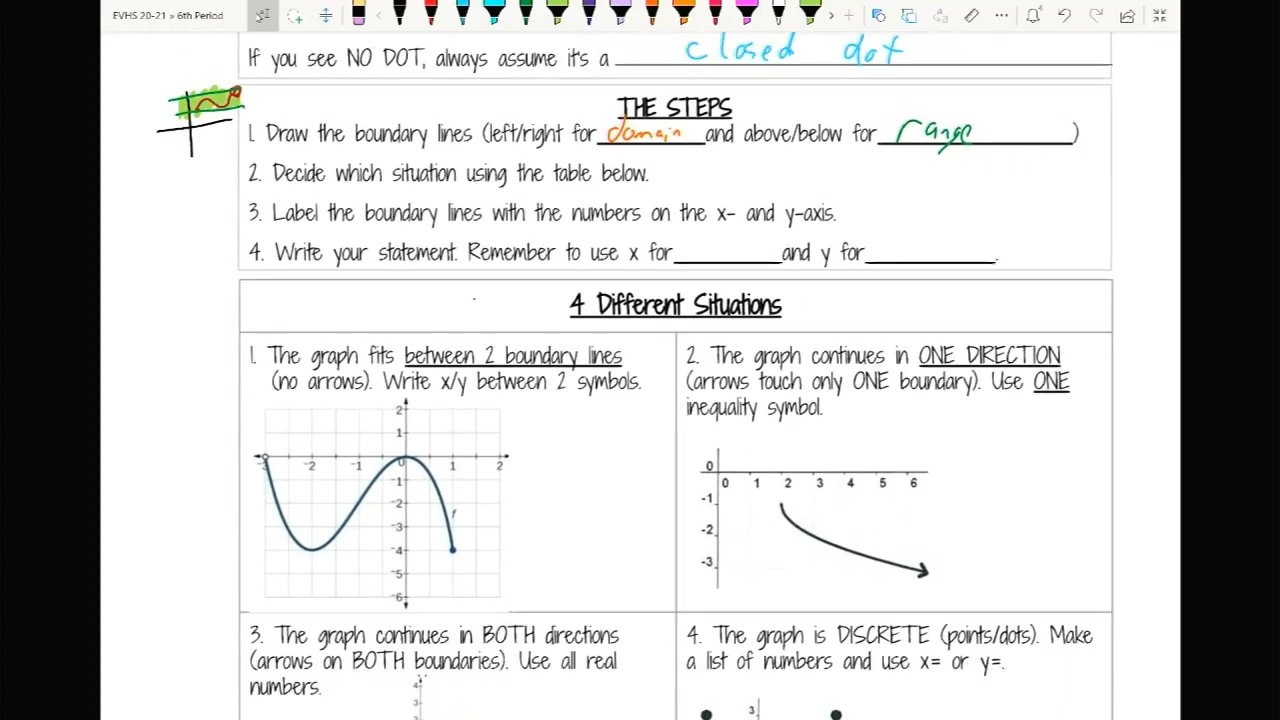 EVHS 20-21 » 6th Period
If you see NO DOT, always assume it's a closed dot
THE STEPS
1. Draw the boundary lines (left/right for domain and above/below for range)
2. Decide which situation using the table below.
3. Label the boundary lines with the numbers on the x- and y-axis.
4. Write your statement. Remember to use x for ________ and y for ________.
4 Different Situations
1. The graph fits between 2 boundary lines
(no arrows). Write x/y between 2 symbols.
2
1
-3 -2 -1 0 1 2
-1
-2
-3
-4
-5
-6
2. The graph continues in ONE DIRECTION
(arrows touch only ONE boundary). Use ONE
inequality symbol.
0
0 1 2 3 4 5 6
-1
-2
-3
3. The graph continues in BOTH directions
(arrows on BOTH boundaries). Use all real
numbers.
4
3
2
4. The graph is DISCRETE (points/dots). Make
a list of numbers and use x= or y=.
3